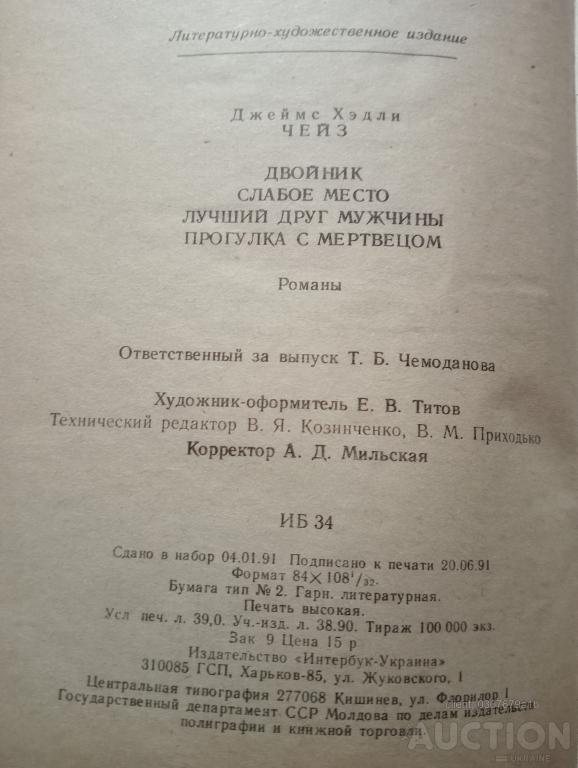 Литературно-художественное издание
Джеймс Хэдли
ЧЕЙЗ
ДВОЙНИК
СЛАБОЕ МЕСТО
ЛУЧШИЙ ДРУГ МУЖЧИНЫ
ПРОГУЛКА С МЕРТВЕЦОМ
Романы
Ответственный за выпуск Т. Б. Чемоданова
Художник-оформитель Е. В. Титов
Технический редактор В. Я. Козинченко, В. М. Приходько
Корректор А. Д. Мильская
ИБ 34
Сдано в набор 04.01.91 Подписано к печати 20.06.91
Формат 84×108¹/₃₂.
Бумага тип № 2. Гарн. литературная.
Печать высокая.
Усл печ. л. 39,0. Уч.-изд. л. 38.90. Тираж 100 000 экз.
Зак 9 Цена 15 р
Издательство «Интербук-Украина»
310085 ГСП, Харьков-85, ул. Жуковского, 1
Центральная типография 277068 Кишинев, ул. Флорилор 1
Государственный департамент ССР Молдова по делам издательств
полиграфии и книжной торговли.
AUCTION
UKRAINE